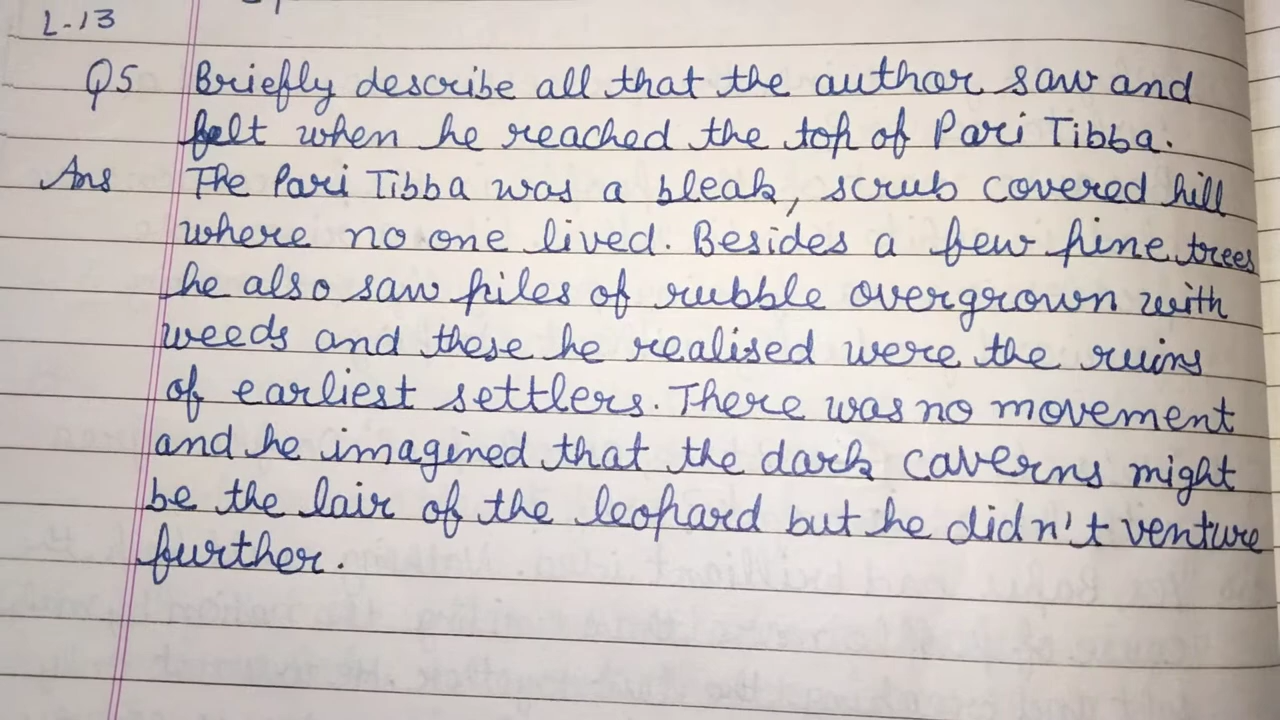 L-13
Q5 Briefly describe all that the author saw and
felt when he reached the top of Pari Tibba.
Ans The Pari Tibba was a bleak, scrub covered hill
where no one lived. Besides a few pine trees
he also saw piles of rubble overgrown with
weeds and these he realised were the ruins
of earliest settlers. There was no movement
and he imagined that the dark caverns might
be the lair of the leopard but he didn't venture
further.